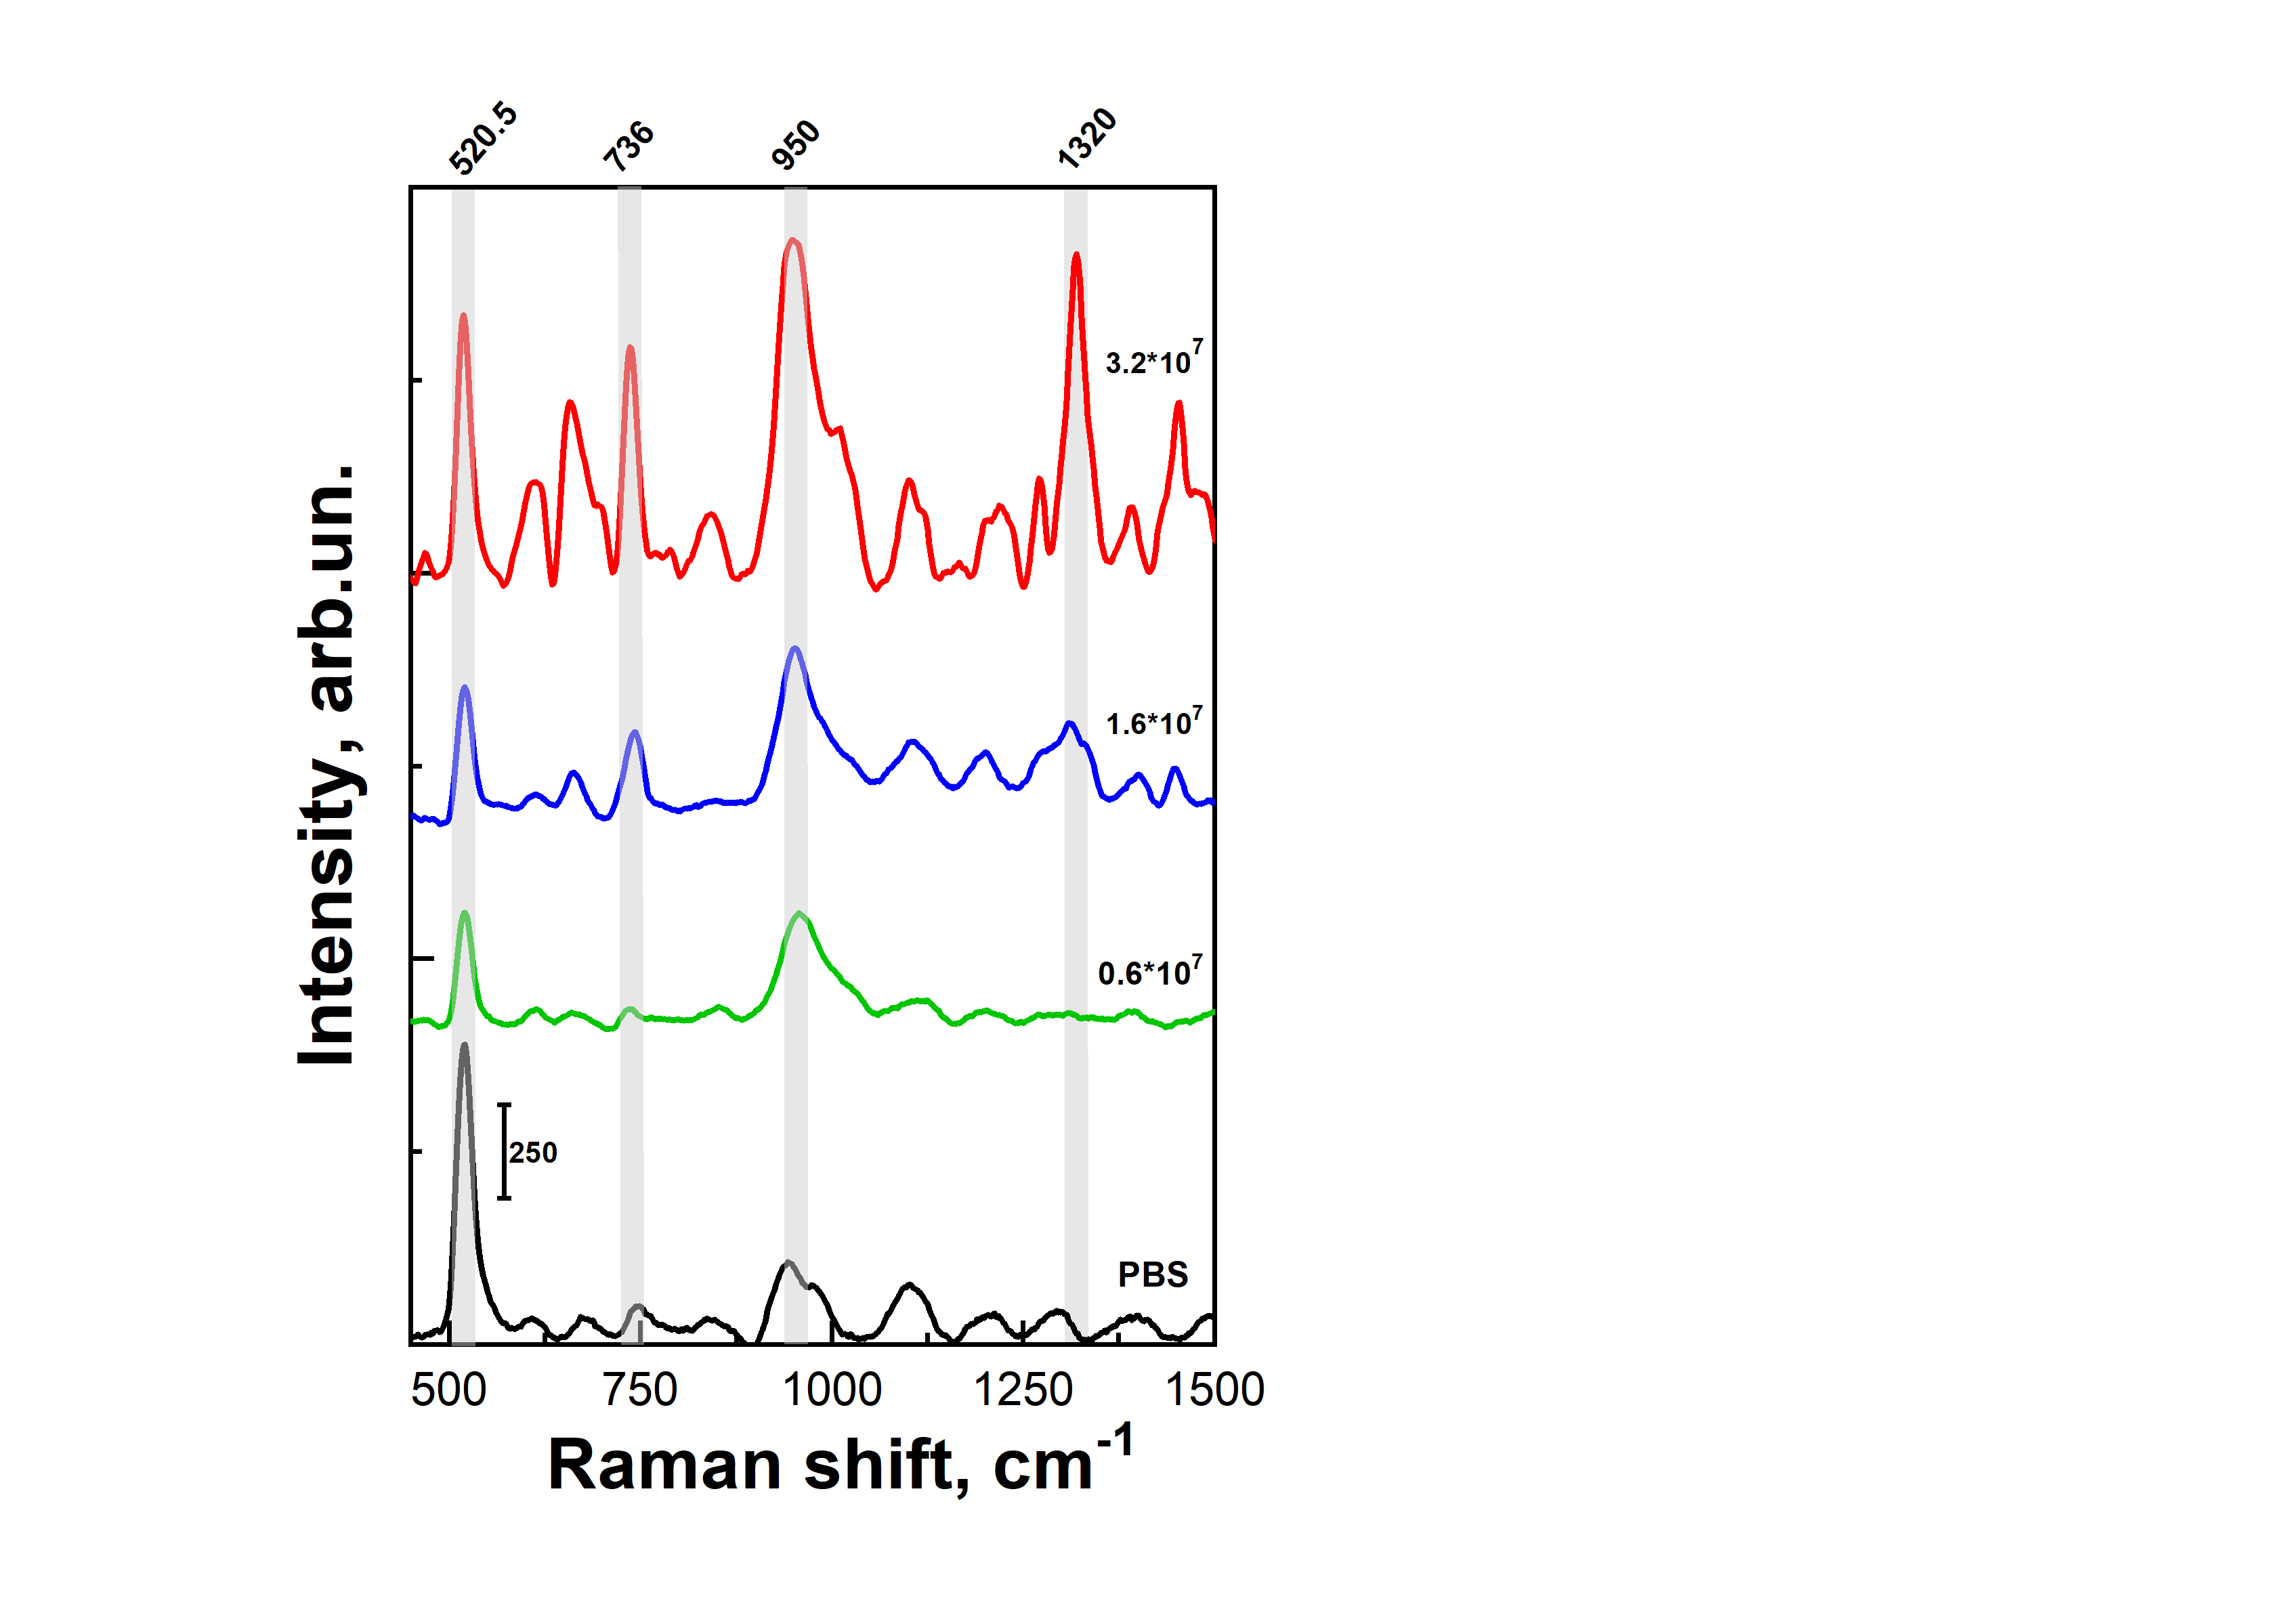 520.5 736 950 1320
3.2*10^7
1.6*10^7
0.6*10^7
250
PBS
Intensity, arb.un.
500 750 1000 1250 1500
Raman shift, cm^-1